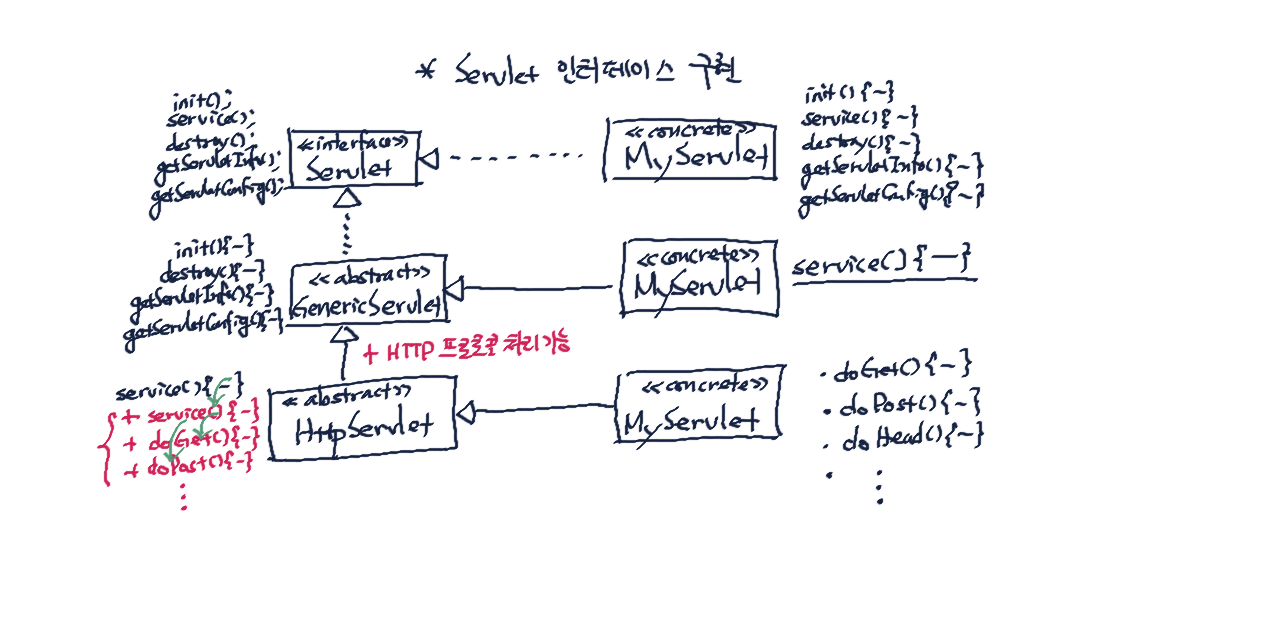 * Servlet 인터페이스 구현
init();
service();
destroy();
getServletInfo();
getServletConfig();
<<interface>>
Servlet
<<concrete>>
MyServlet
init(){~}
service(){~}
destroy(){~}
getServletInfo(){~}
getServletConfig(){~}
init(){~}
destroy(){~}
getServletInfo(){~}
getServletConfig(){~}
<<abstract>>
GenericServlet
<<concrete>>
MyServlet
service(){~}
+ HTTP 프로토콜 처리가능
service(){~}
+ service(){~}
+ doGet(){~}
+ doPost(){~}
<<abstract>>
HttpServlet
<<concrete>>
MyServlet
· doGet(){~}
· doPost(){~}
· doHead(){~}